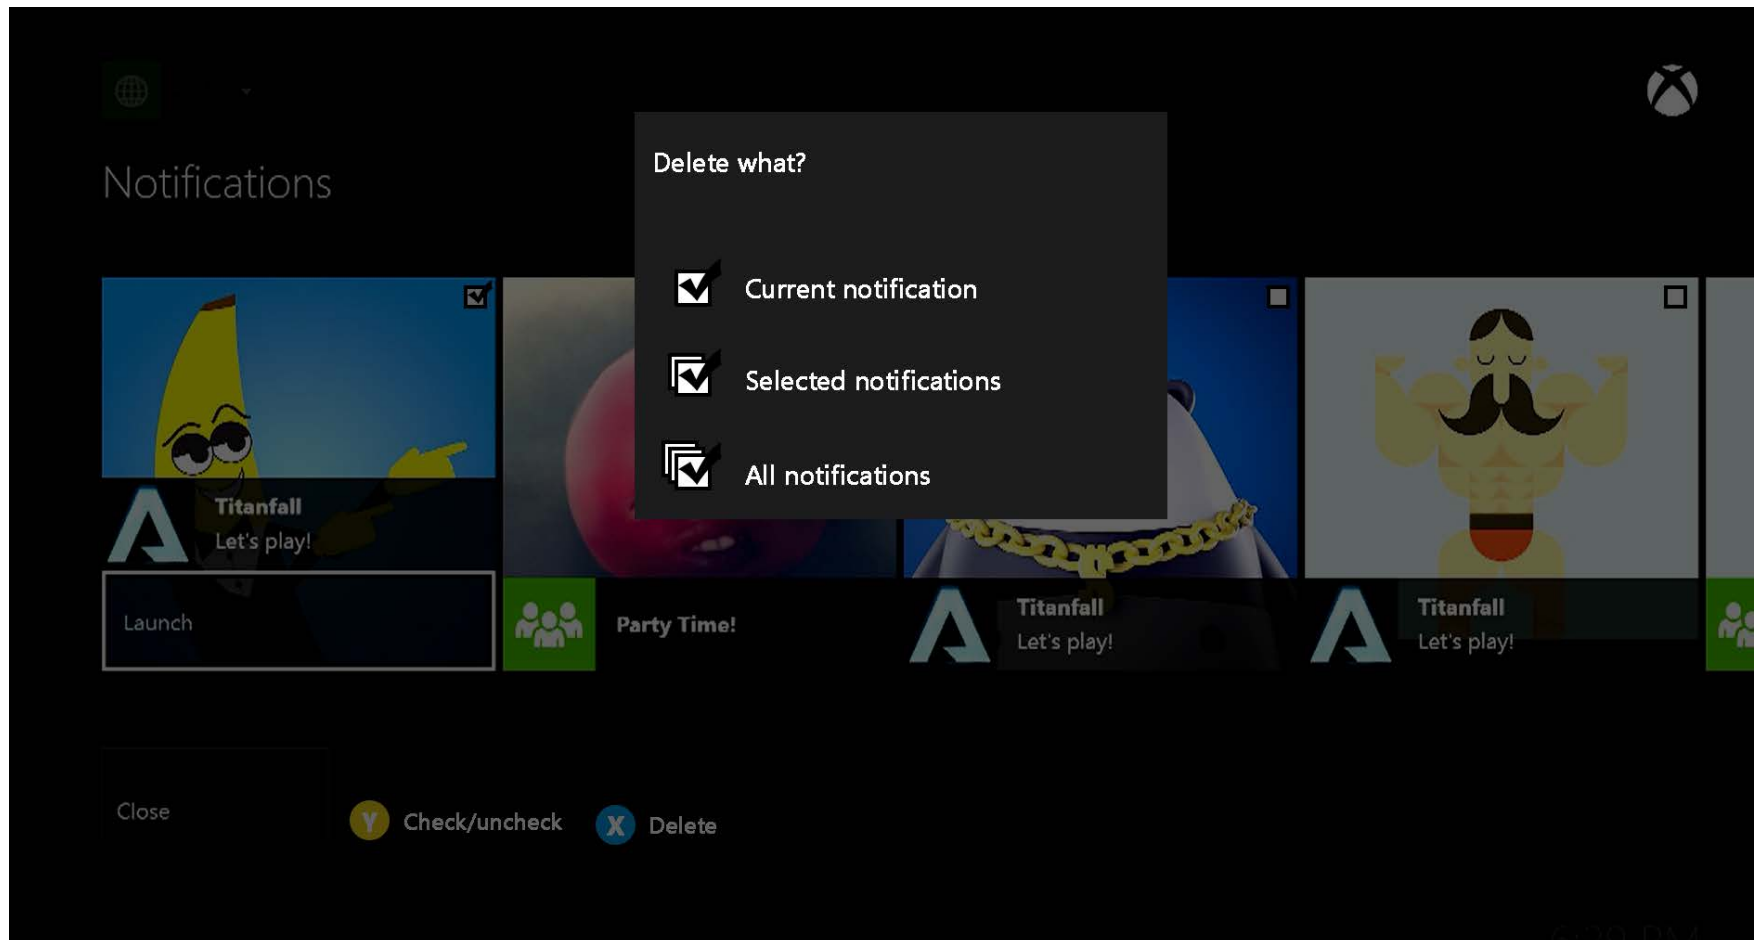 Notifications
Delete what?
Current notification
Selected notifications
All notifications
Titanfall
Let's play!
Launch
Party Time!
Titanfall
Let's play!
Titanfall
Let's play!
Close
Y Check/uncheck
X Delete